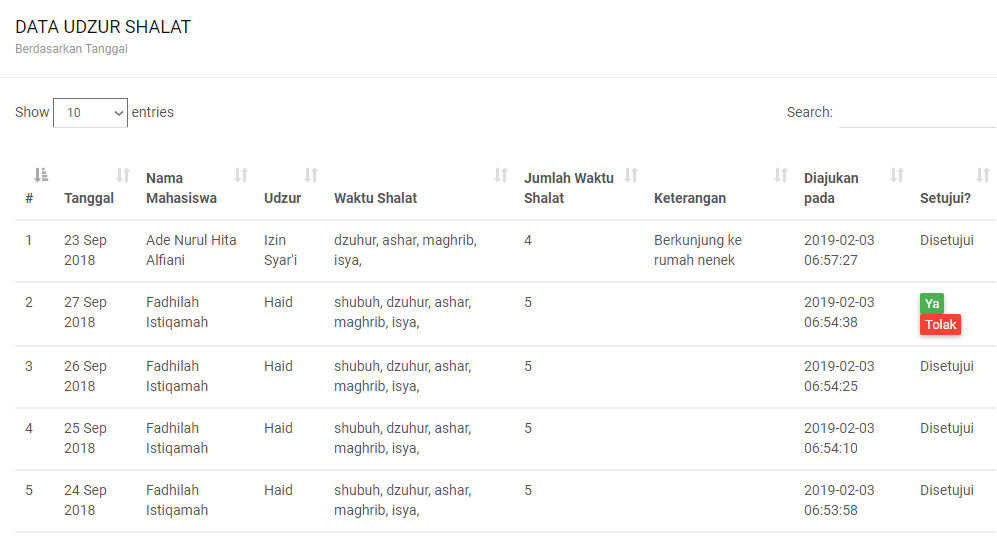 DATA UDZUR SHALAT
Berdasarkan Tanggal
Show 10 entries Search:
# Tanggal Nama Mahasiswa Udzur Waktu Shalat Jumlah Waktu Shalat Keterangan Diajukan pada Setujui?
1 23 Sep 2018 Ade Nurul Hita Alfiani Izin Syar'i dzuhur, ashar, maghrib, isya, 4 Berkunjung ke rumah nenek 2019-02-03 06:57:27 Disetujui
2 27 Sep 2018 Fadhilah Istiqamah Haid shubuh, dzuhur, ashar, maghrib, isya, 5 2019-02-03 06:54:38 Ya Tolak
3 26 Sep 2018 Fadhilah Istiqamah Haid shubuh, dzuhur, ashar, maghrib, isya, 5 2019-02-03 06:54:25 Disetujui
4 25 Sep 2018 Fadhilah Istiqamah Haid shubuh, dzuhur, ashar, maghrib, isya, 5 2019-02-03 06:54:10 Disetujui
5 24 Sep 2018 Fadhilah Istiqamah Haid shubuh, dzuhur, ashar, maghrib, isya, 5 2019-02-03 06:53:58 Disetujui